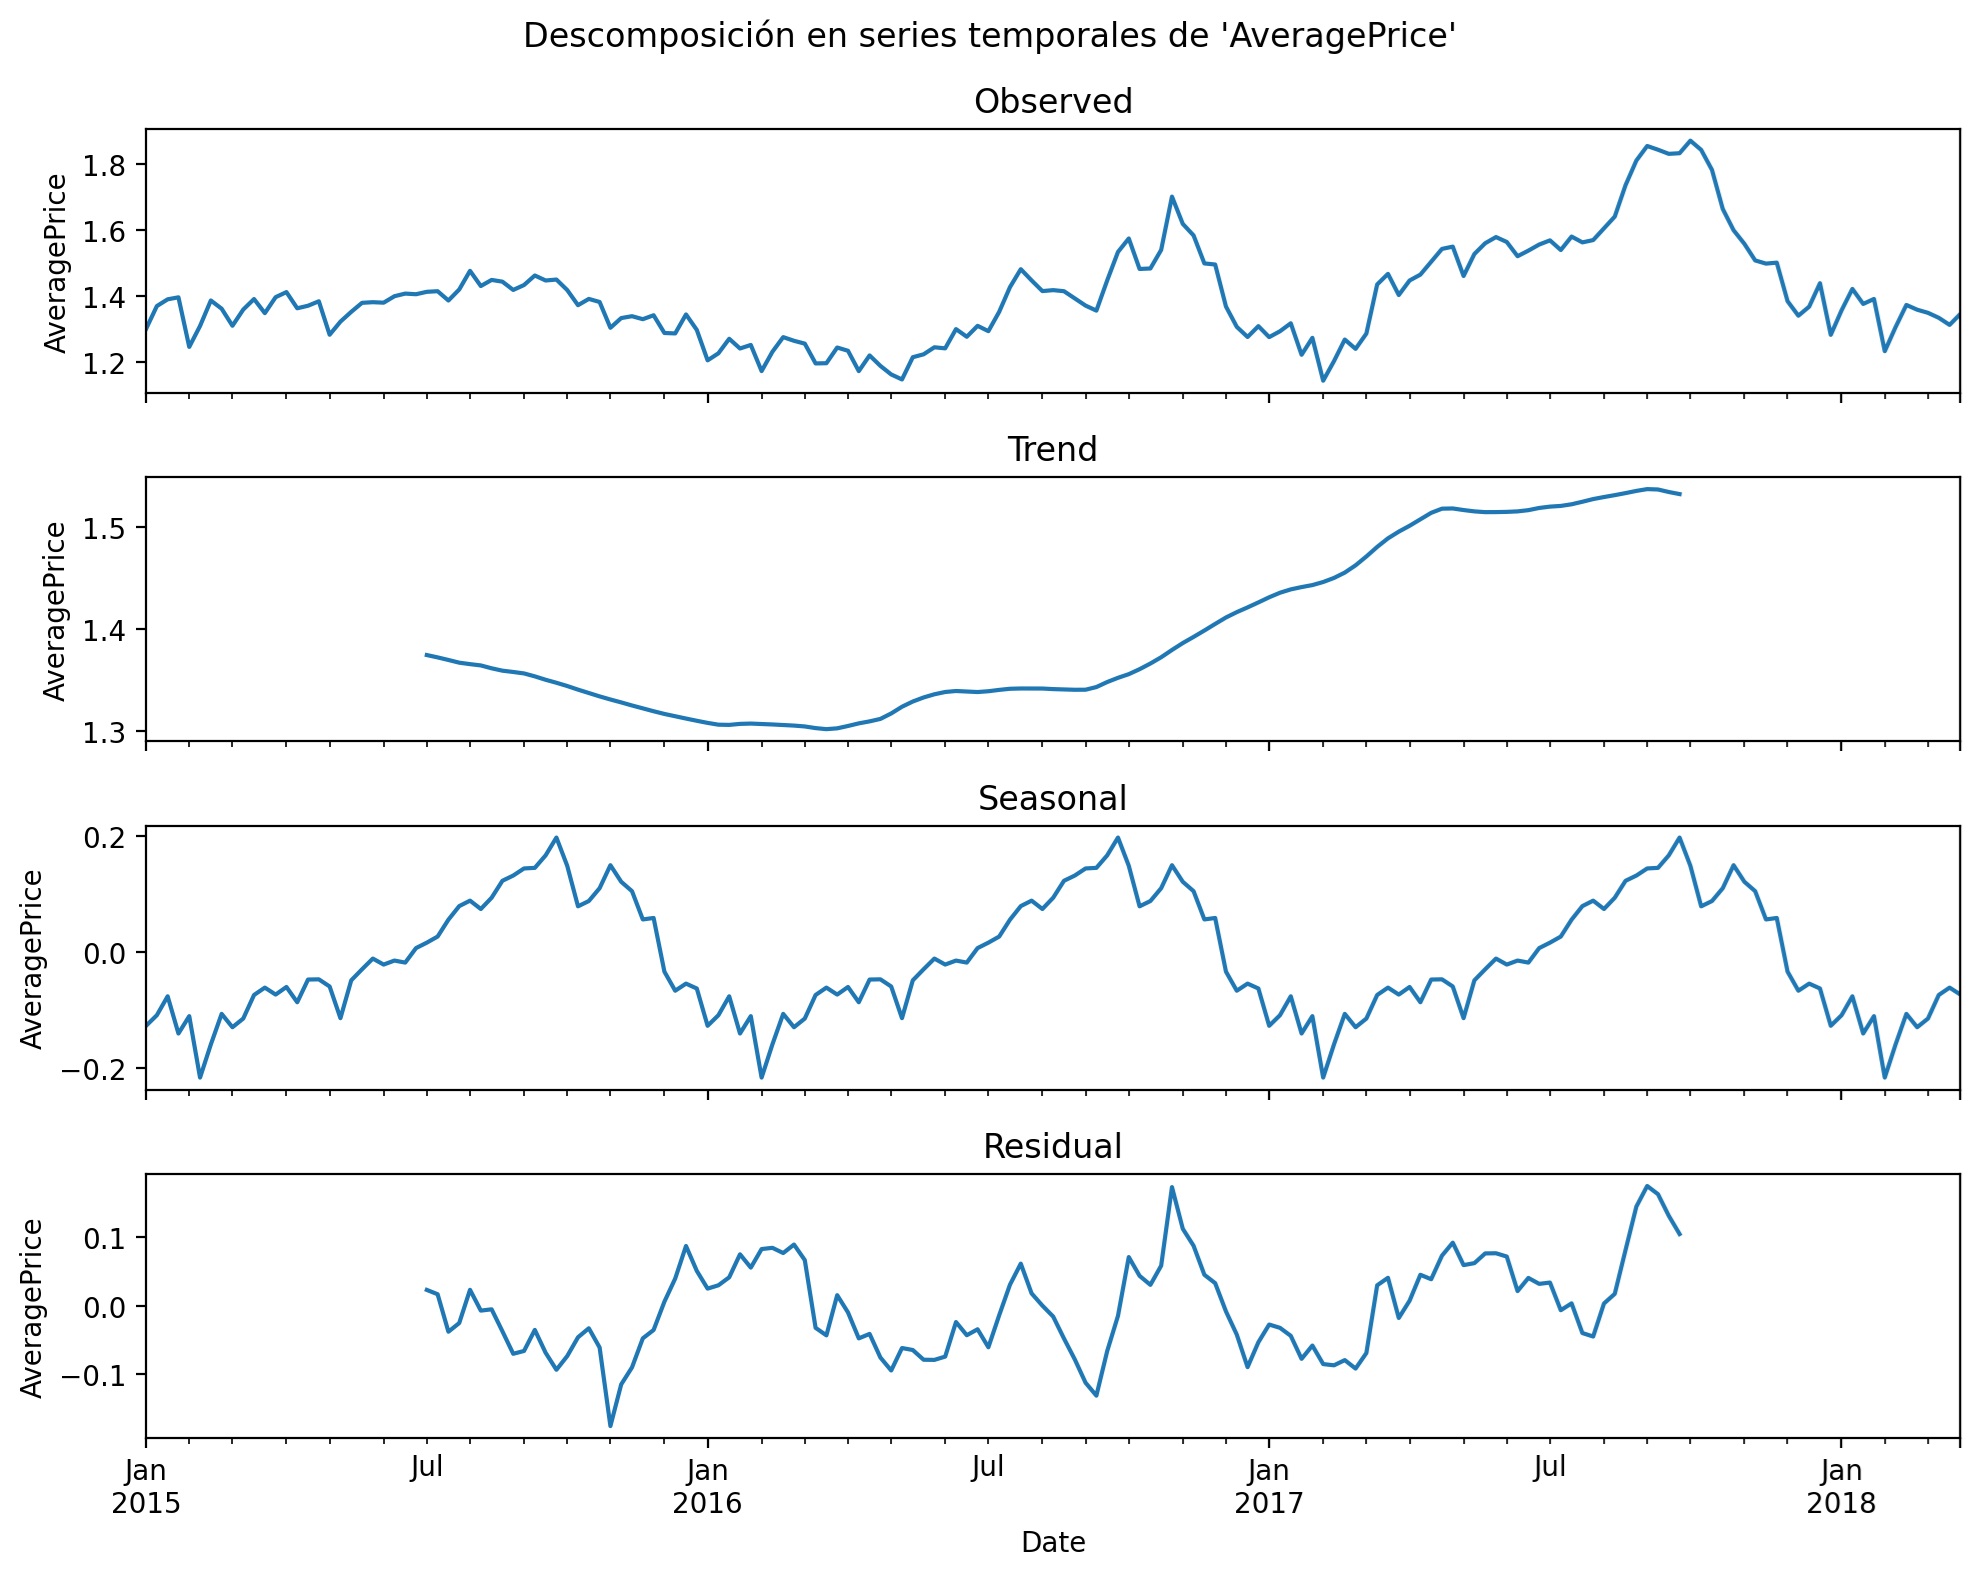 Descomposición en series temporales de 'AveragePrice'
Observed
AveragePrice
1.8
1.6
1.4
1.2
Trend
AveragePrice
1.5
1.4
1.3
Seasonal
AveragePrice
0.2
0.0
−0.2
Residual
AveragePrice
0.1
0.0
−0.1
Jan Jul Jan Jul Jan Jul Jan
2015 2016 2017 2018
Date